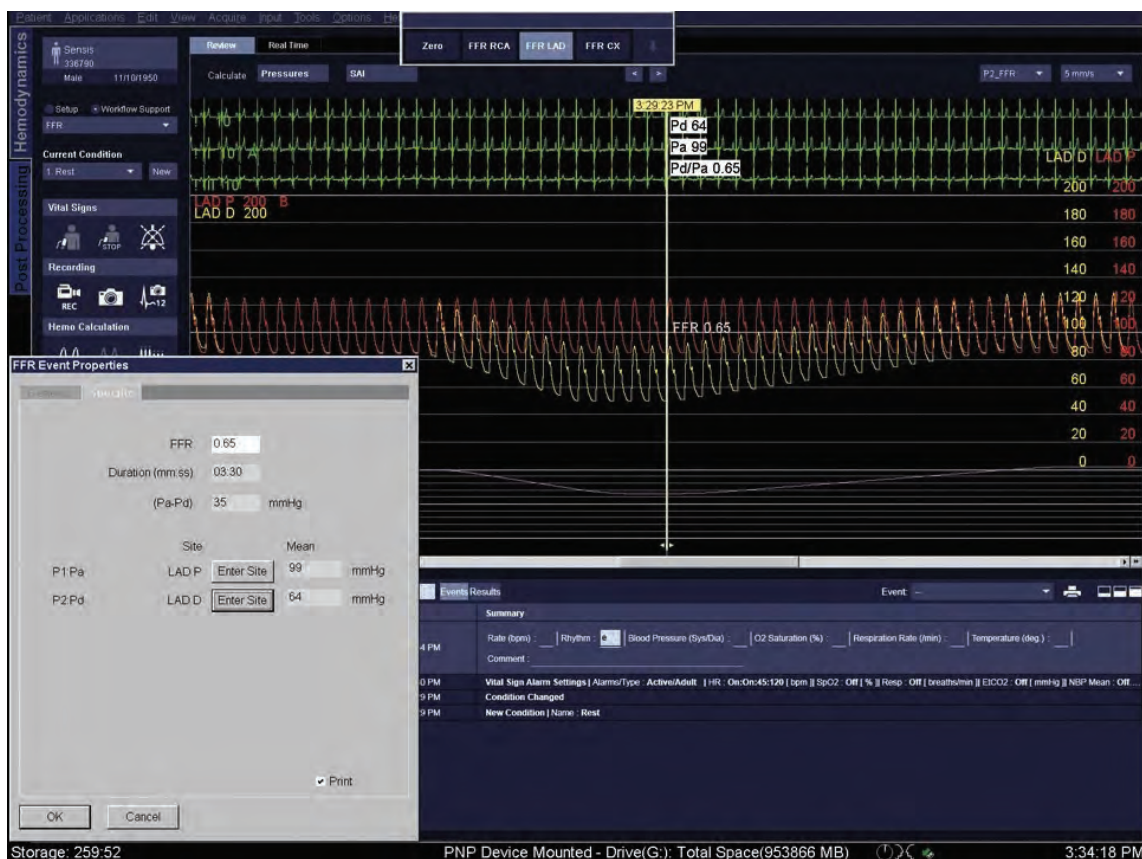 Patient Applications Edit View Acquire Input Tools Options
Zero FFR RCA FFR LAD FFR CX
Hemodynamics
Post Processing
Sensis
336790
Male 11/10/1950
Setup Workflow Support
FFR
Current Condition
1. Rest New
Vital Signs
STOP
Recording
REC 12
Hemo Calculation
Review Real Time
Calculate Pressures SAI < > P2_FFR 5 mm/s
3:29:23 PM
Pd 64
Pa 99
Pd/Pa 0.65
LAD D LAD P
LAD P 200 B
LAD D 200
200 200
180 180
160 160
140 140
120 120
100 100
80 80
60 60
40 40
20 20
0 0
FFR 0.65
FFR Event Properties
FFR 0.65
Duration (mm:ss) 03:30
(Pa-Pd) 35 mmHg
Site Mean
P1:Pa LAD P Enter Site 99 mmHg
P2:Pd LAD D Enter Site 64 mmHg
Print
OK Cancel
Events Results Event: --
Summary
Rate (bpm) : Rhythm : e Blood Pressure (Sys/Dia) : O2 Saturation (%) : Respiration Rate (/min) : Temperature (deg.) :
4 PM
Comment :
0 PM Vital Sign Alarm Settings | Alarms/Type : Active/Adult | HR : On:On:45:120 [ bpm ]| SpO2 : Off [ % ]| Resp : Off [ breaths/min ]| EtCO2 : Off [ mmHg ]| NBP Mean : Off...
9 PM Condition Changed
9 PM New Condition | Name : Rest
Storage: 259:52 PNP Device Mounted - Drive(G:): Total Space(953866 MB) 3:34:18 PM